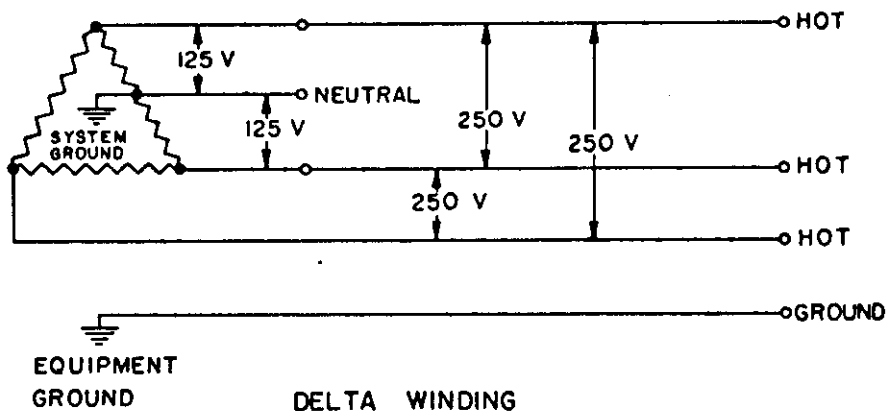 HOT
125 V
NEUTRAL
125 V
250 V
250 V
SYSTEM
GROUND
HOT
250 V
HOT
GROUND
EQUIPMENT
GROUND
DELTA WINDING